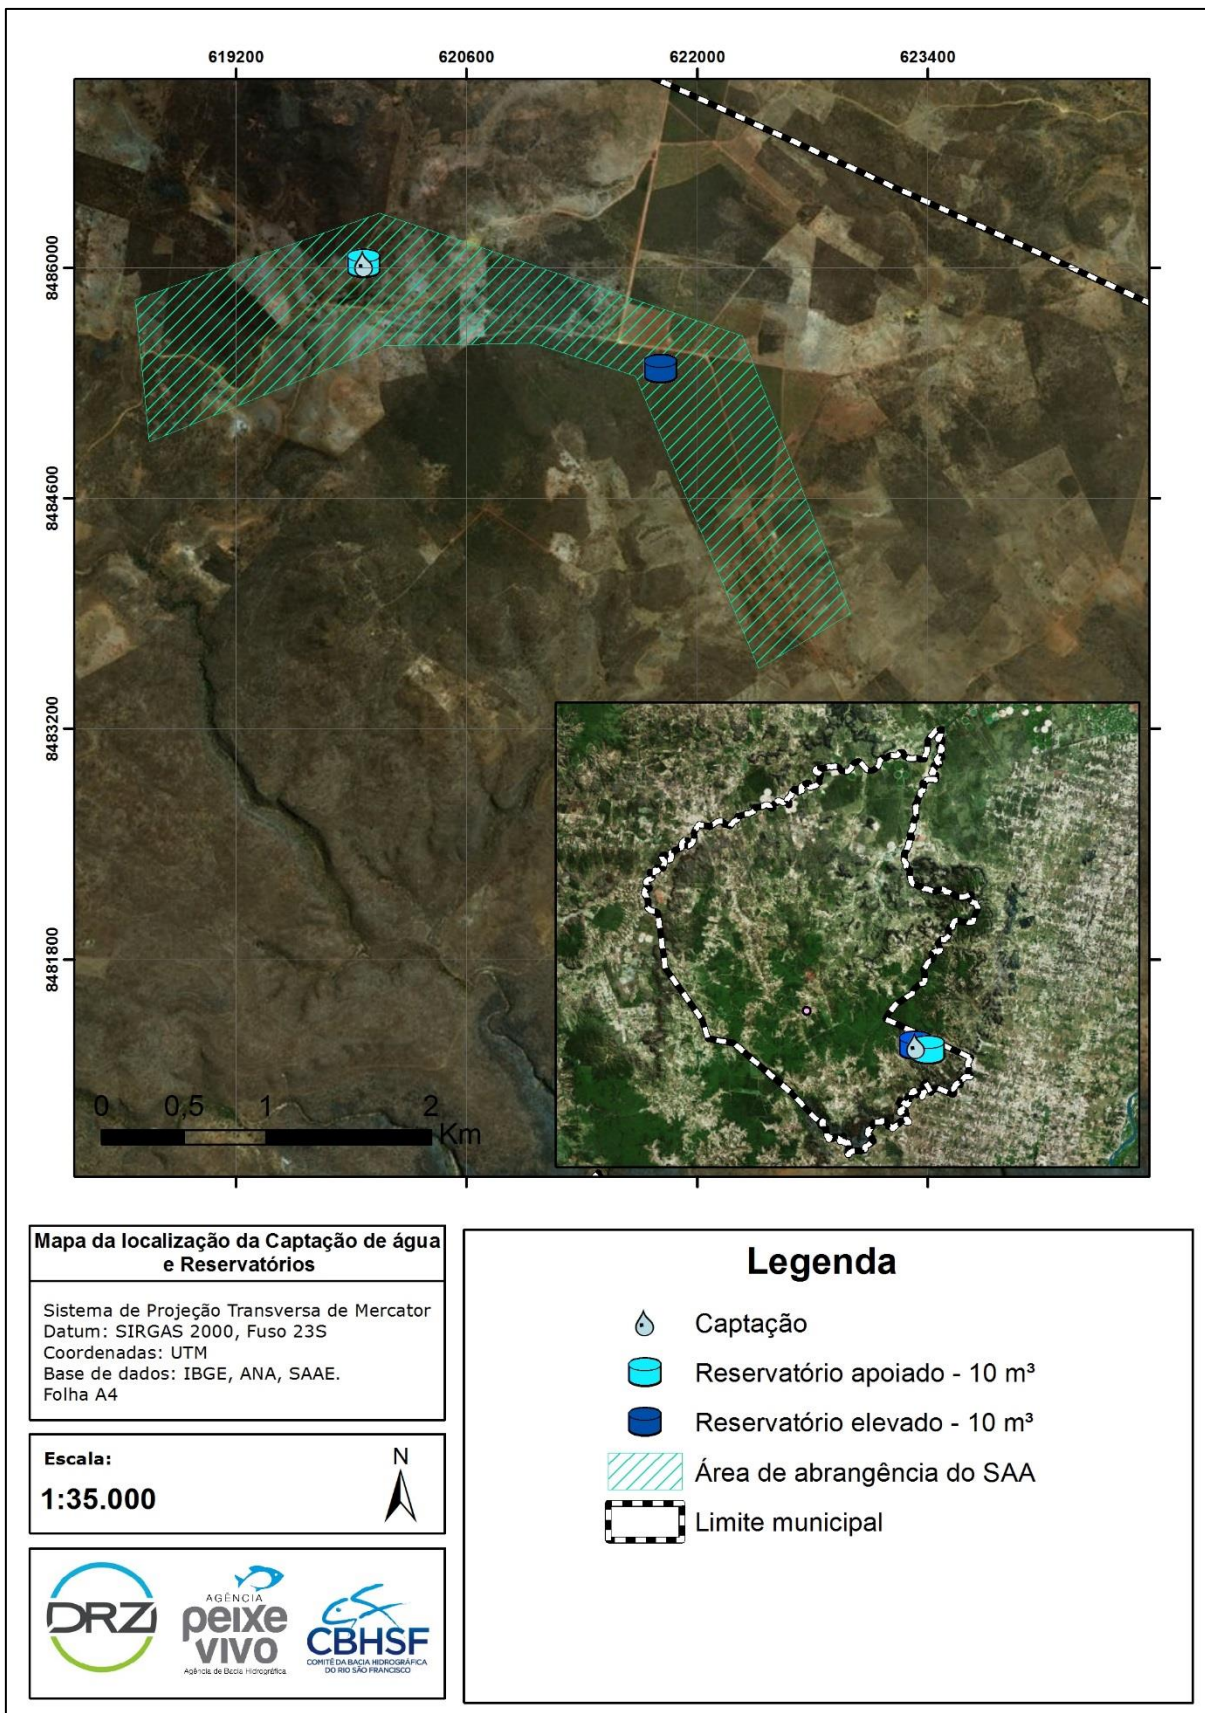 619200 620600 622000 623400
8486000
8484600
8483200
8481800
0 0,5 1 2
Km
Mapa da localização da Captação de água
e Reservatórios
Sistema de Projeção Transversa de Mercator
Datum: SIRGAS 2000, Fuso 23S
Coordenadas: UTM
Base de dados: IBGE, ANA, SAAE.
Folha A4
Escala:
N
1:35.000
DRZ
AGÊNCIA
peixe
vivo
Agência de Bacia Hidrográfica
CBHSF
COMITÊ DA BACIA HIDROGRÁFICA
DO RIO SÃO FRANCISCO
Legenda
Captação
Reservatório apoiado - 10 m³
Reservatório elevado - 10 m³
Área de abrangência do SAA
Limite municipal